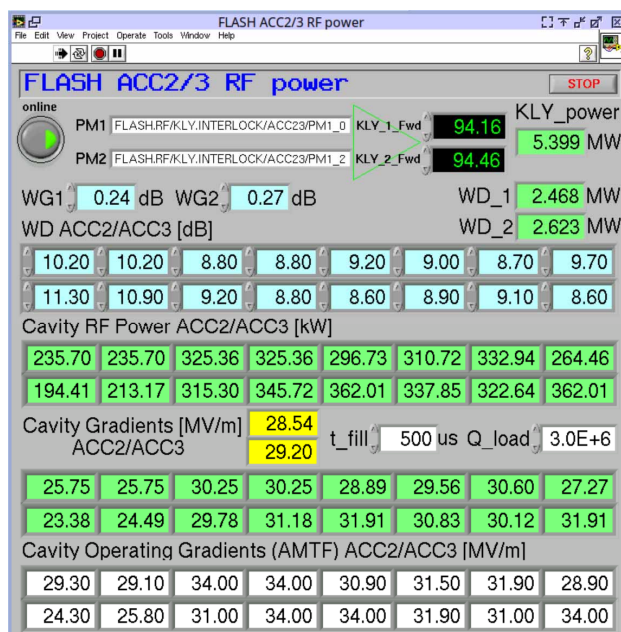 FLASH ACC2/3 RF power
File Edit View Project Operate Tools Window Help
FLASH ACC2/3 RF power
STOP
online
PM1 FLASH.RF/KLY.INTERLOCK/ACC23/PM1_0 KLY_1_Fwd 94.16 KLY_power
5.399 MW
PM2 FLASH.RF/KLY.INTERLOCK/ACC23/PM1_2 KLY_2_Fwd 94.46
WG1 0.24 dB WG2 0.27 dB WD_1 2.468 MW
WD ACC2/ACC3 [dB] WD_2 2.623 MW
10.20 10.20 8.80 8.80 9.20 9.00 8.70 9.70
11.30 10.90 9.20 8.80 8.60 8.90 9.10 8.60
Cavity RF Power ACC2/ACC3 [kW]
235.70 235.70 325.36 325.36 296.73 310.72 332.94 264.46
194.41 213.17 315.30 345.72 362.01 337.85 322.64 362.01
Cavity Gradients [MV/m] 28.54
ACC2/ACC3 29.20 t_fill 500 us Q_load 3.0E+6
25.75 25.75 30.25 30.25 28.89 29.56 30.60 27.27
23.38 24.49 29.78 31.18 31.91 30.83 30.12 31.91
Cavity Operating Gradients (AMTF) ACC2/ACC3 [MV/m]
29.30 29.10 34.00 34.00 30.90 31.50 31.90 28.90
24.30 25.80 31.00 34.00 34.00 31.90 31.00 34.00